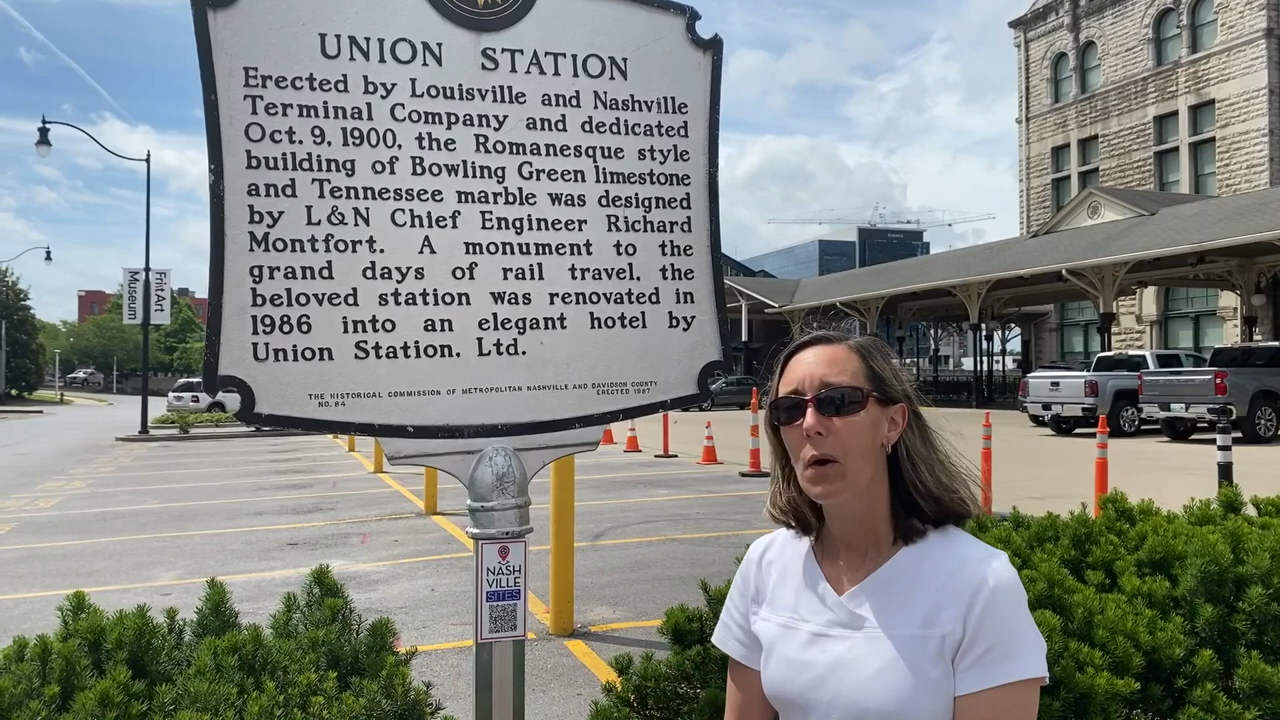 UNION STATION
Erected by Louisville and Nashville
Terminal Company and dedicated
Oct. 9, 1900, the Romanesque style
building of Bowling Green limestone
and Tennessee marble was designed
by L&N Chief Engineer Richard
Montfort. A monument to the
grand days of rail travel, the
beloved station was renovated in
1986 into an elegant hotel by
Union Station, Ltd.
THE HISTORICAL COMMISSION OF METROPOLITAN NASHVILLE AND DAVIDSON COUNTY
NO. 84 ERECTED 1987
Frist Art
Museum
NASH
VILLE
SITES